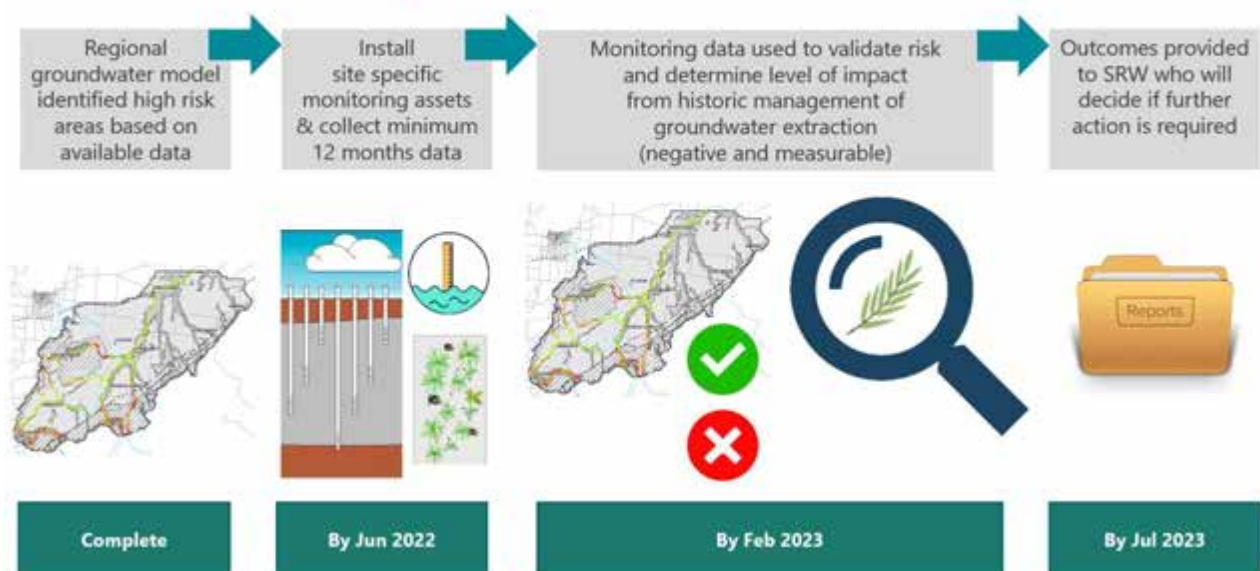 Regional
groundwater model
identified high risk
areas based on
available data
Install
site specific
monitoring assets
& collect minimum
12 months data
Monitoring data used to validate risk
and determine level of impact
from historic management of
groundwater extraction
(negative and measurable)
Outcomes provided
to SRW who will
decide if further
action is required
Reports
Complete
By Jun 2022
By Feb 2023
By Jul 2023